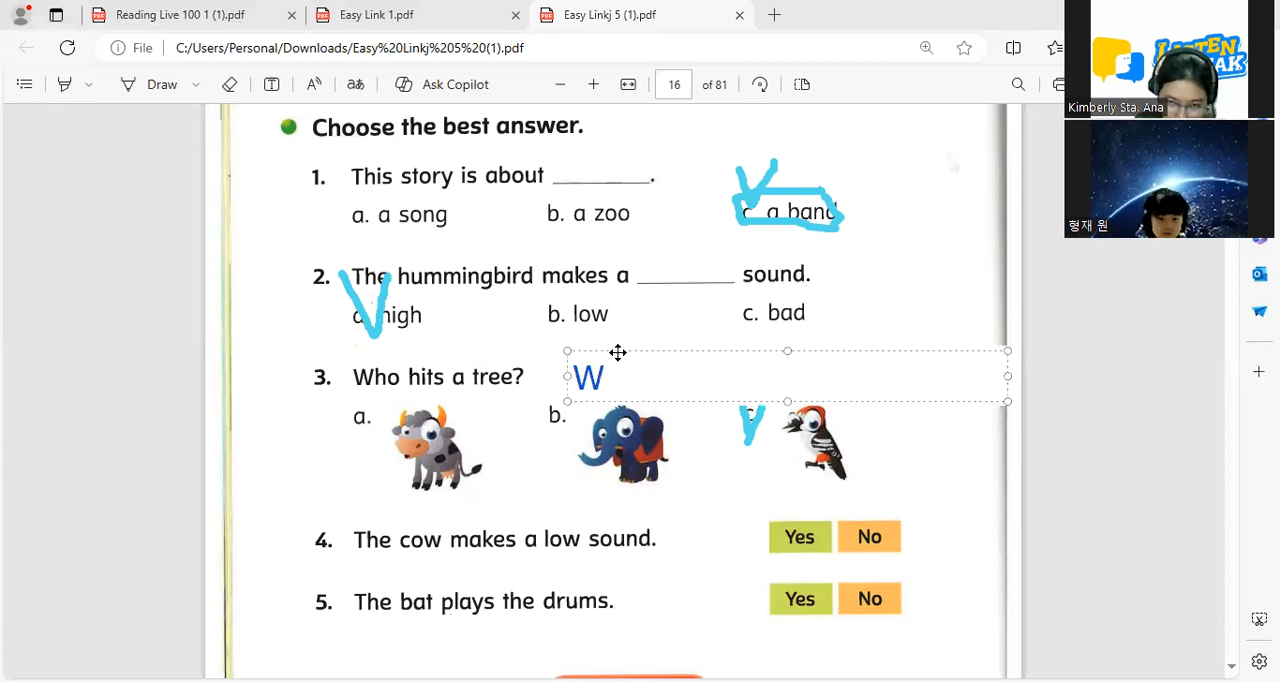 Reading Live 100 1 (1).pdf
Easy Link 1.pdf
Easy Linkj 5 (1).pdf
File
C:/Users/Personal/Downloads/Easy%20Linkj%205%20(1).pdf
Draw
Ask Copilot
16 of 81
Kimberly Sta. Ana
형재 원
Choose the best answer.
1. This story is about ________.
a. a song b. a zoo c. a band
2. The hummingbird makes a ________ sound.
a. high b. low c. bad
3. Who hits a tree? W
a. b.
4. The cow makes a low sound. Yes No
5. The bat plays the drums. Yes No